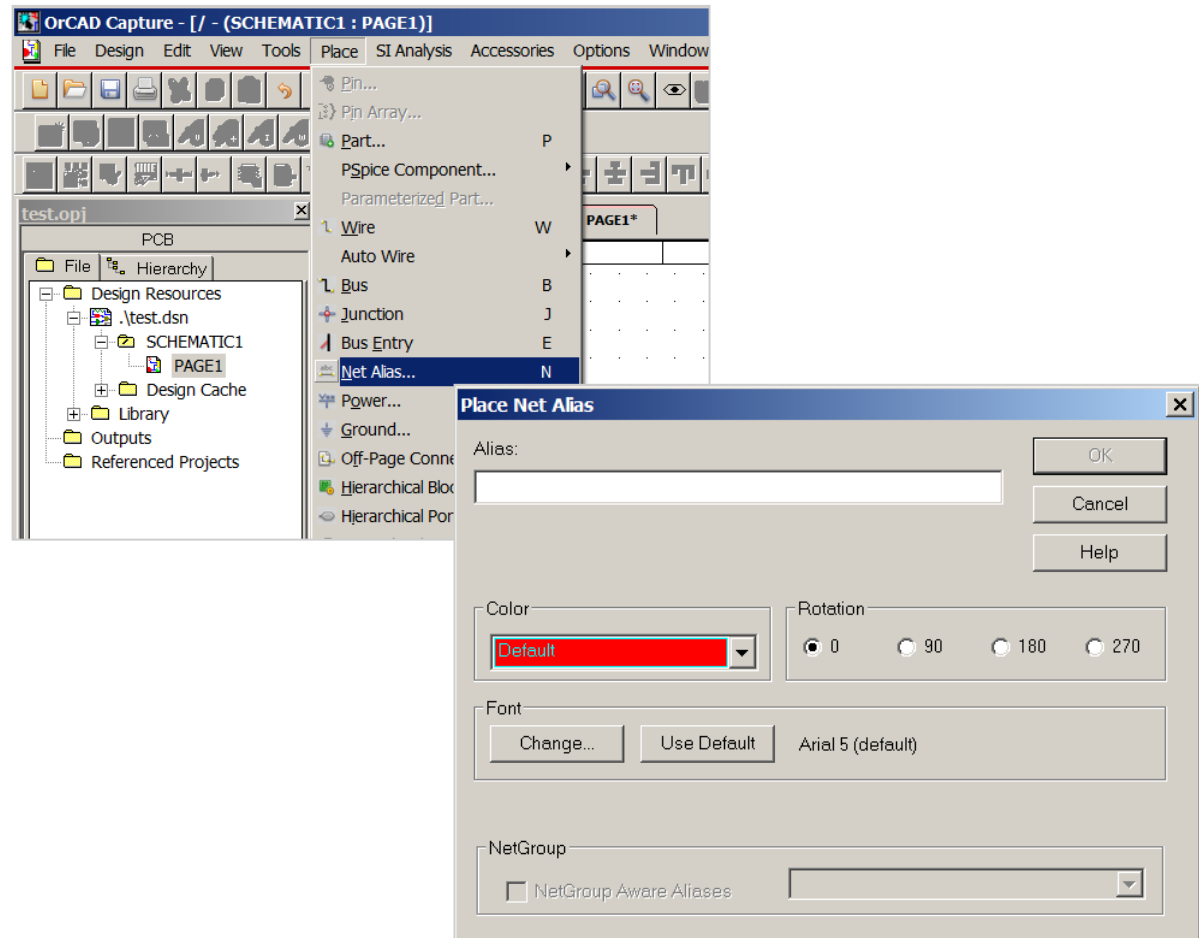 OrCAD Capture - [/ - (SCHEMATIC1 : PAGE1)]
File Design Edit View Tools Place SI Analysis Accessories Options Window
Pin...
Pin Array...
Part... P
PSpice Component...
Parameterized Part...
Wire W
Auto Wire
Bus B
Junction J
Bus Entry E
Net Alias... N
Power...
Ground...
Off-Page Conne
Hierarchical Bloc
Hierarchical Por
test.opj
PCB
File Hierarchy
Design Resources
.\test.dsn
SCHEMATIC1
PAGE1
Design Cache
Library
Outputs
Referenced Projects
PAGE1*
Place Net Alias
Alias:
OK
Cancel
Help
Color
Default
Rotation
0 90 180 270
Font
Change... Use Default Arial 5 (default)
NetGroup
NetGroup Aware Aliases